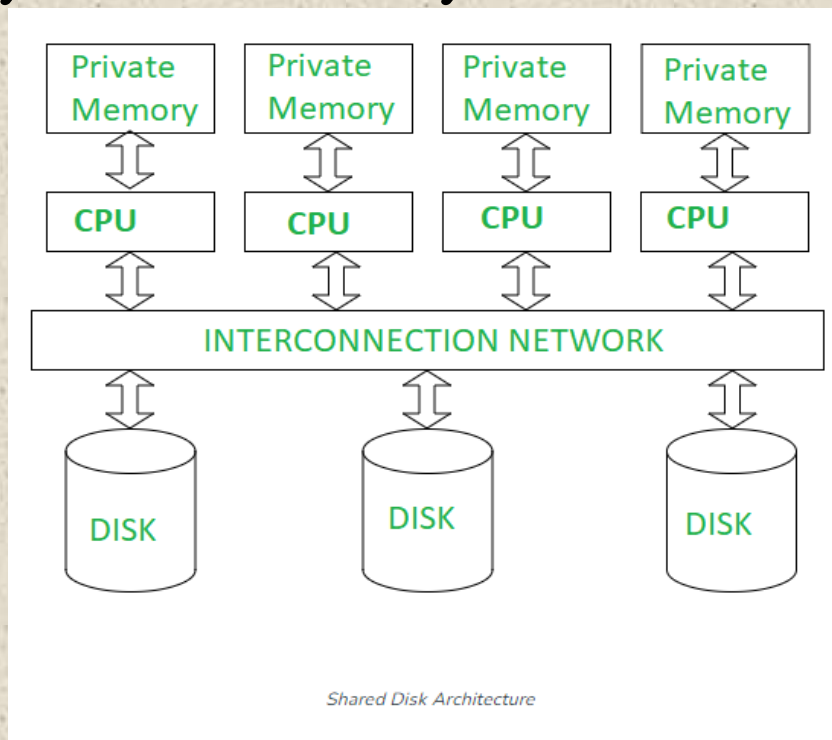 Private
Memory
Private
Memory
Private
Memory
Private
Memory
CPU
CPU
CPU
CPU
INTERCONNECTION NETWORK
DISK
DISK
DISK
Shared Disk Architecture